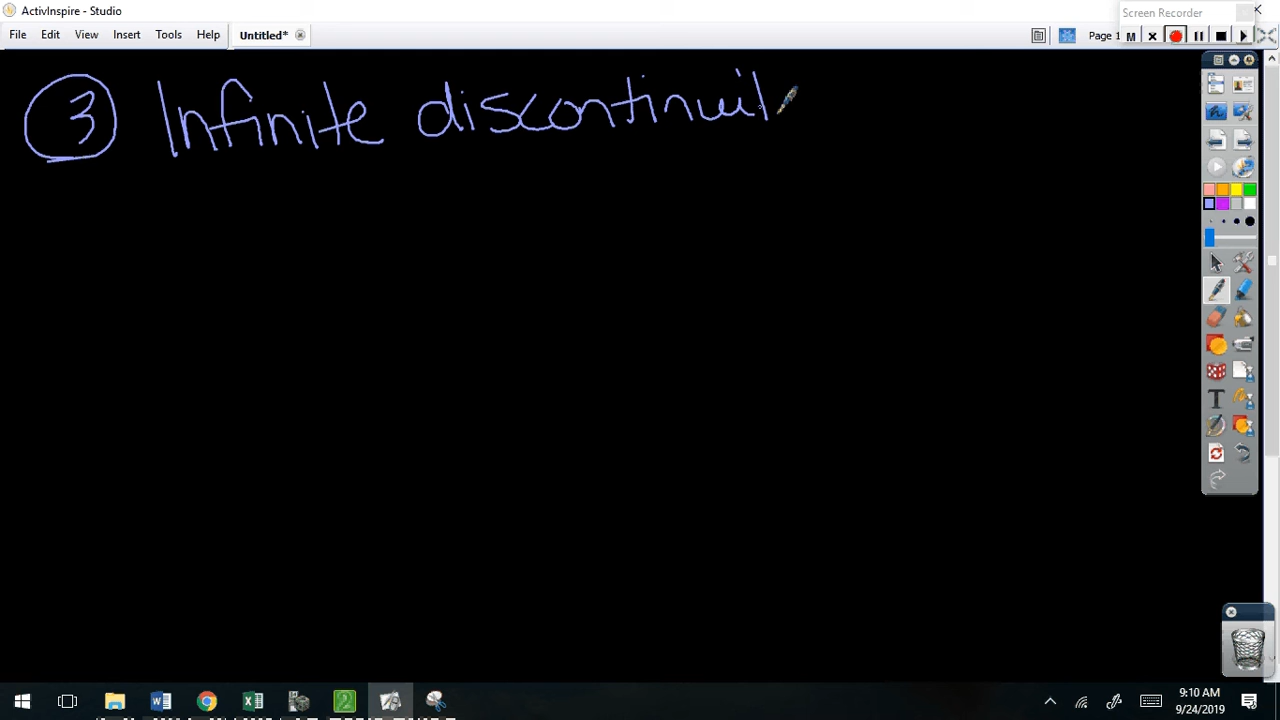 ActivInspire - Studio
Screen Recorder
File Edit View Insert Tools Help Untitled*
Page 1
M
3 Infinite discontinuit
T
2
9:10 AM
9/24/2019